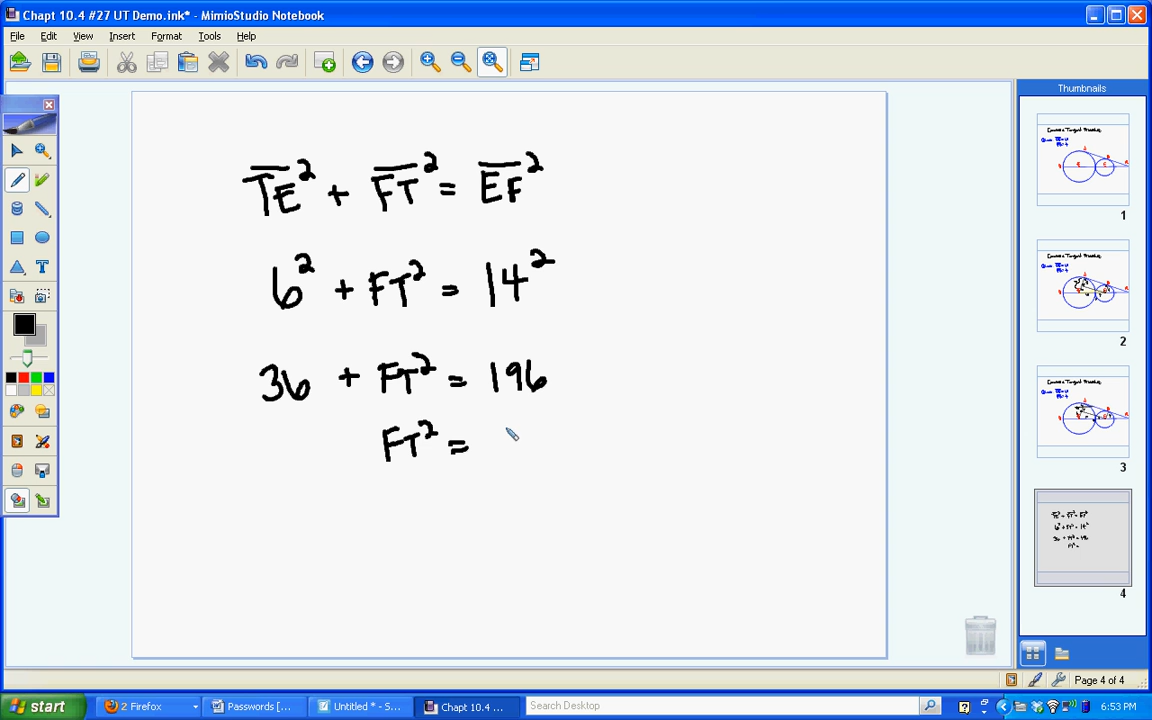 Chapt 10.4 #27 UT Demo.ink* - MimioStudio Notebook
File Edit View Insert Format Tools Help
Thumbnails
TE² + FT² = EF²
6² + FT² = 14²
36 + FT² = 196
FT² =
1
2
3
4
Page 4 of 4
start 2 Firefox Passwords [... Untitled * - S... Chapt 10.4 ... Search Desktop 6:53 PM